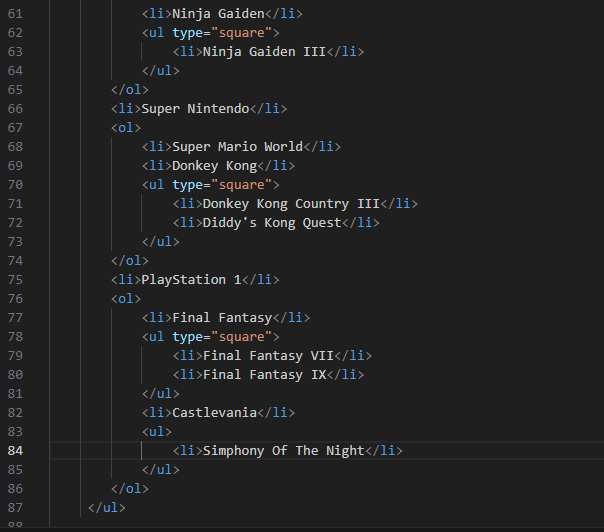 61 <li>Ninja Gaiden</li>
62 <ul type="square">
63 <li>Ninja Gaiden III</li>
64 </ul>
65 </ol>
66 <li>Super Nintendo</li>
67 <ol>
68 <li>Super Mario World</li>
69 <li>Donkey Kong</li>
70 <ul type="square">
71 <li>Donkey Kong Country III</li>
72 <li>Diddy's Kong Quest</li>
73 </ul>
74 </ol>
75 <li>PlayStation 1</li>
76 <ol>
77 <li>Final Fantasy</li>
78 <ul type="square">
79 <li>Final Fantasy VII</li>
80 <li>Final Fantasy IX</li>
81 </ul>
82 <li>Castlevania</li>
83 <ul>
84 <li>Simphony Of The Night</li>
85 </ul>
86 </ol>
87 </ul>
88